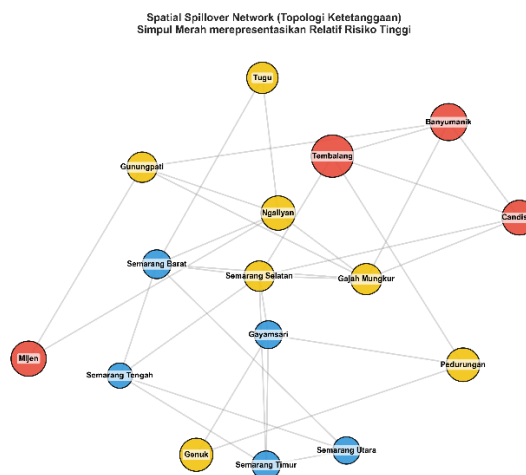 Spatial Spillover Network (Topologi Ketetanggaan)
Simpul Merah merepresentasikan Relatif Risiko Tinggi
Tugu
Banyumanik
Tembalang
Gunungpati
Ngaliyan
Candis
Semarang Barat
Semarang Selatan
Gajah Mungkur
Gayamsari
Mijen
Pedurungan
Semarang Tengah
Semarang Utara
Genuk
Semarang Timur